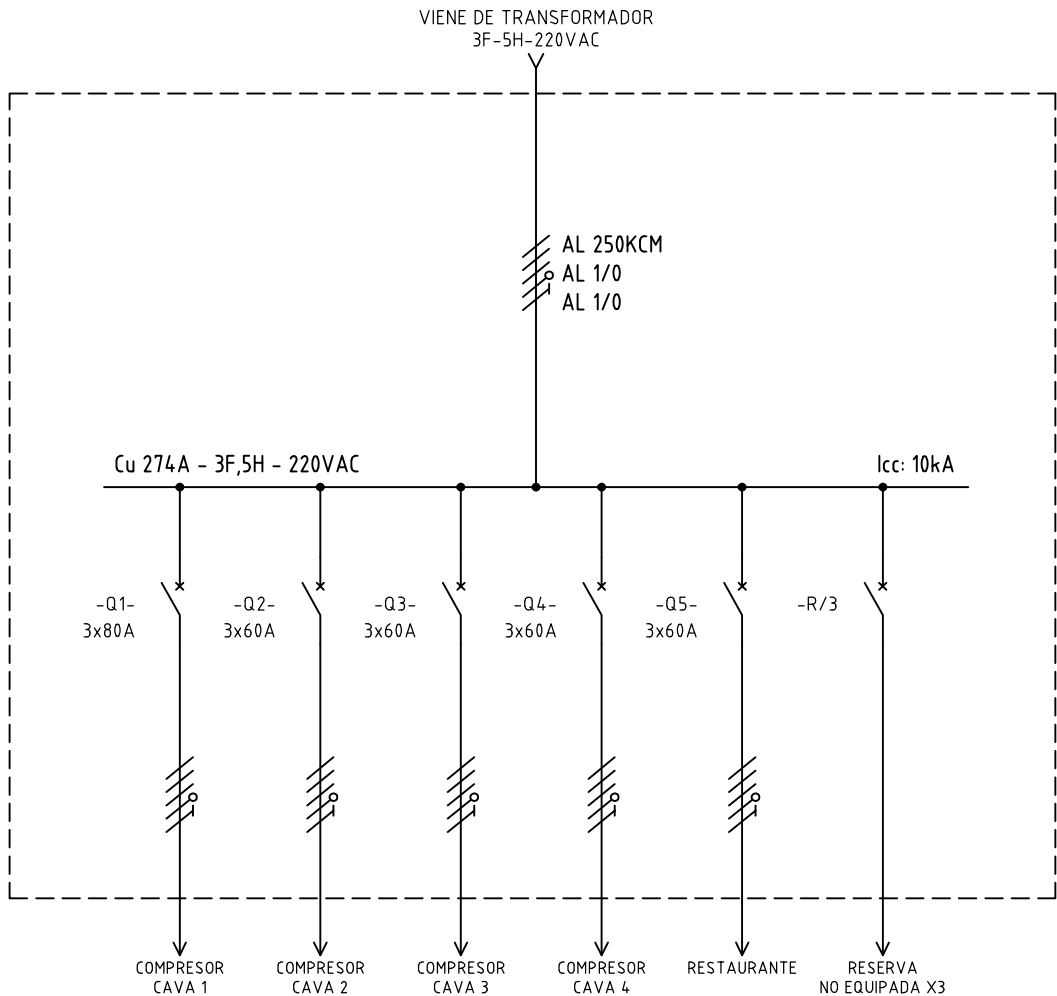 VIENE DE TRANSFORMADOR
3F-5H-220VAC
AL 250KCM
AL 1/0
AL 1/0
Cu 274A - 3F,5H - 220VAC
Icc: 10kA
-Q1-
3x80A
-Q2-
3x60A
-Q3-
3x60A
-Q4-
3x60A
-Q5-
3x60A
-R/3
COMPRESOR
CAVA 1
COMPRESOR
CAVA 2
COMPRESOR
CAVA 3
COMPRESOR
CAVA 4
RESTAURANTE
RESERVA
NO EQUIPADA X3